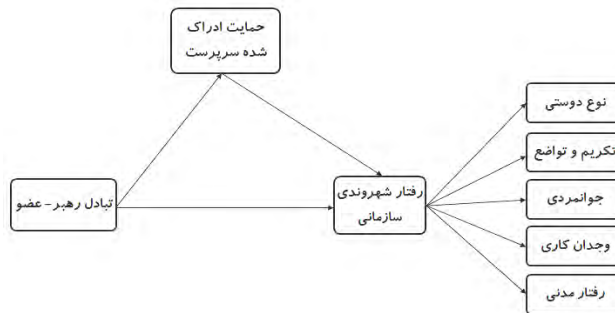 حمایت ادراک
شده سرپرست
تبادل رهبر - عضو
رفتار شهروندی
سازمانی
نوع دوستی
تکریم و تواضع
جوانمردی
وجدان کاری
رفتار مدنی